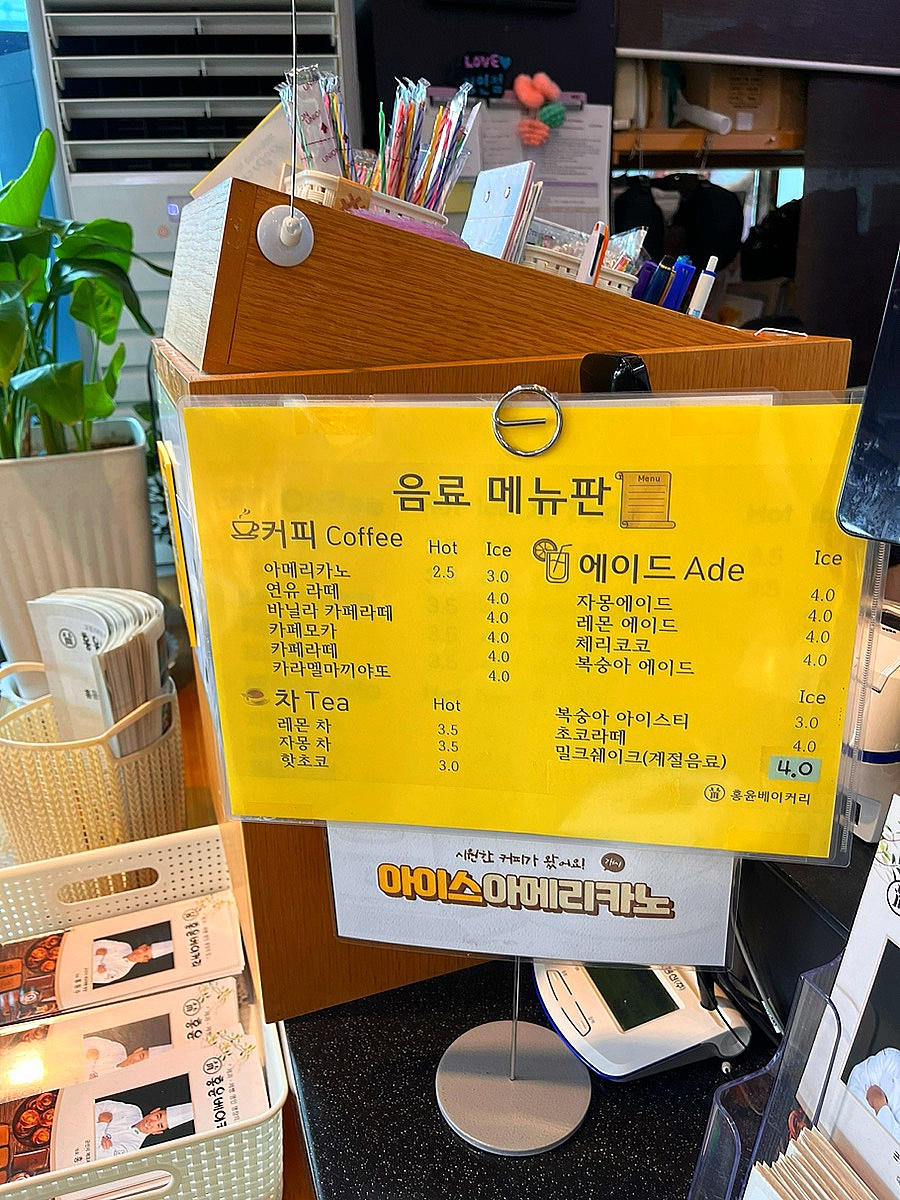 LOVE
음료 메뉴판
Menu
커피 Coffee Hot Ice
아메리카노 2.5 3.0
연유 라떼 4.0
바닐라 카페라떼 4.0
카페모카 4.0
카페라떼 4.0
카라멜마끼야또 4.0
차 Tea Hot
레몬 차 3.5
자몽 차 3.5
핫초코 3.0
에이드 Ade Ice
자몽에이드 4.0
레몬 에이드 4.0
체리코코 4.0
복숭아 에이드 4.0
Ice
복숭아 아이스티 3.0
초코라떼 4.0
밀크쉐이크(계절음료) 4.0
홍윤베이커리
시원한 커피가 왔어요!
아이스아메리카노
홍윤베이커리